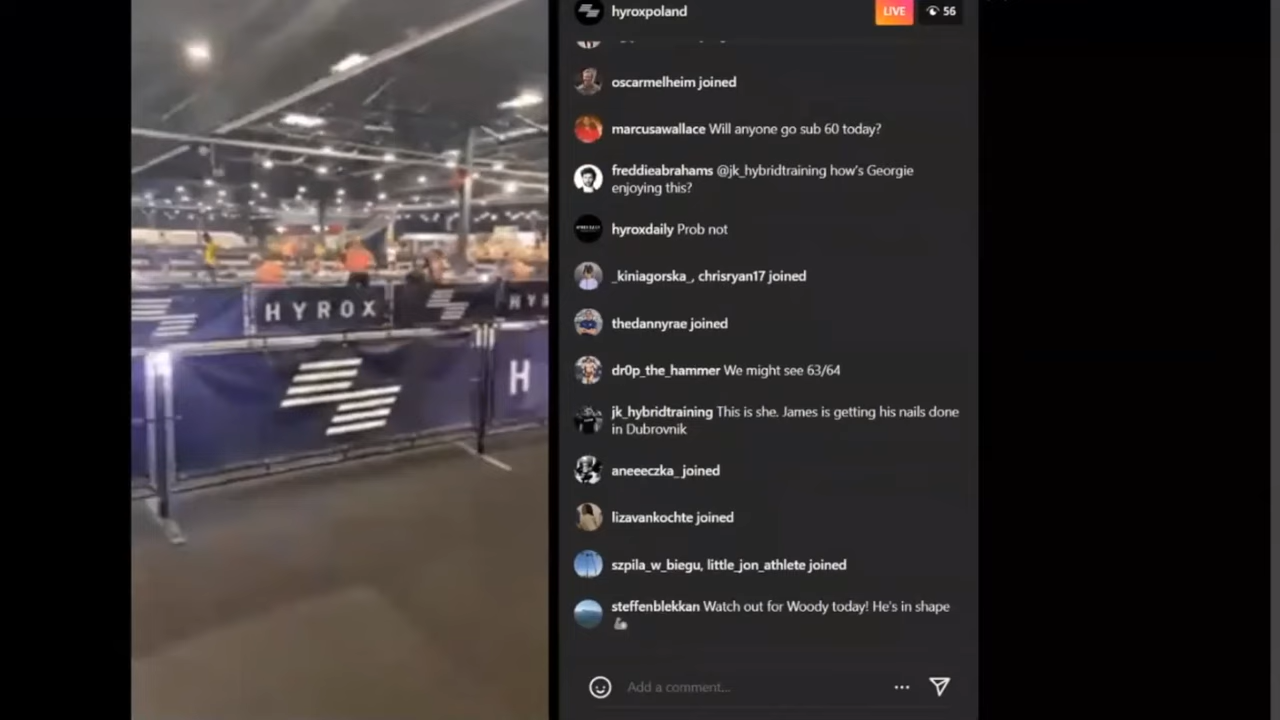 hyroxpoland
LIVE
56
oscarmelheim joined
marcusawallace Will anyone go sub 60 today?
freddieabrahams @jk_hybridtraining how's Georgie
enjoying this?
hyroxdaily Prob not
_kiniagorska_, chrisryan17 joined
thedannyrae joined
dr0p_the_hammer We might see 63/64
jk_hybridtraining This is she. James is getting his nails done
in Dubrovnik
aneeeczka_ joined
lizavankochte joined
szpila_w_biegu, little_jon_athlete joined
steffenblekkan Watch out for Woody today! He's in shape
💪
Add a comment...
HYROX
HYR
H